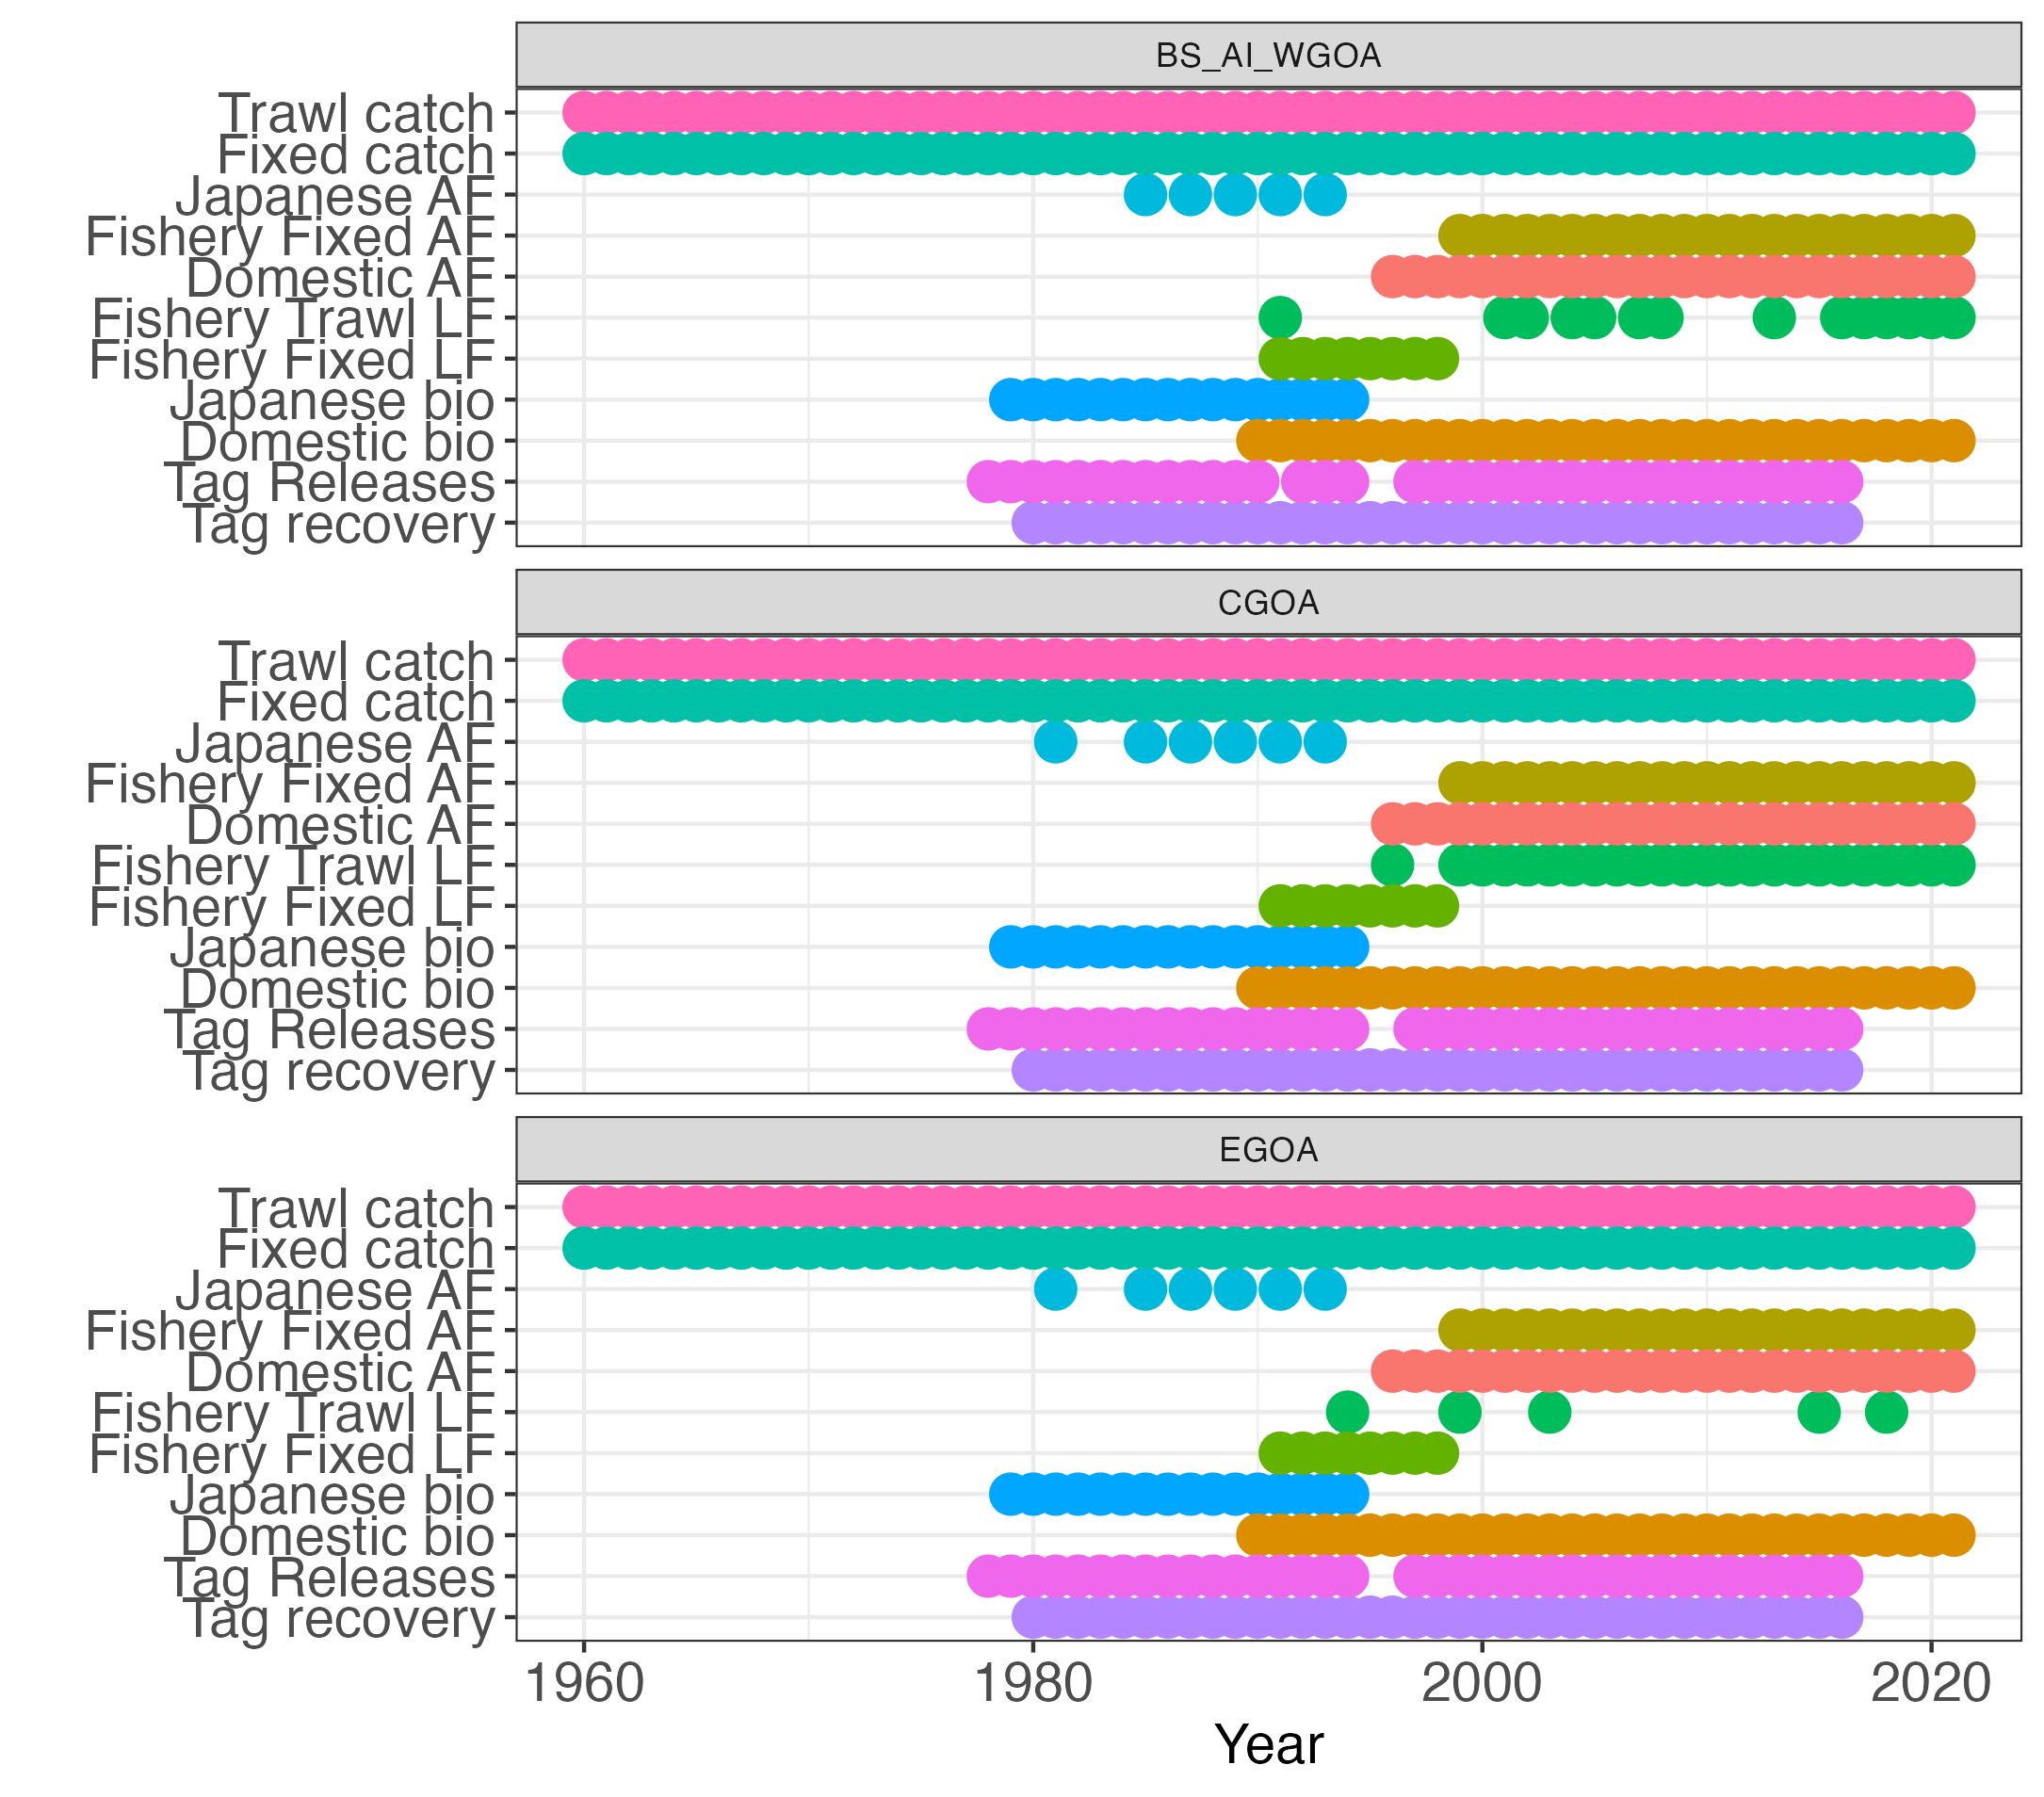 BS_AI_WGOA
Trawl catch
Fixed catch
Japanese AF
Fishery Fixed AF
Domestic AF
Fishery Trawl LF
Fishery Fixed LF
Japanese bio
Domestic bio
Tag Releases
Tag recovery
CGOA
Trawl catch
Fixed catch
Japanese AF
Fishery Fixed AF
Domestic AF
Fishery Trawl LF
Fishery Fixed LF
Japanese bio
Domestic bio
Tag Releases
Tag recovery
EGOA
Trawl catch
Fixed catch
Japanese AF
Fishery Fixed AF
Domestic AF
Fishery Trawl LF
Fishery Fixed LF
Japanese bio
Domestic bio
Tag Releases
Tag recovery
1960 1980 2000 2020
Year